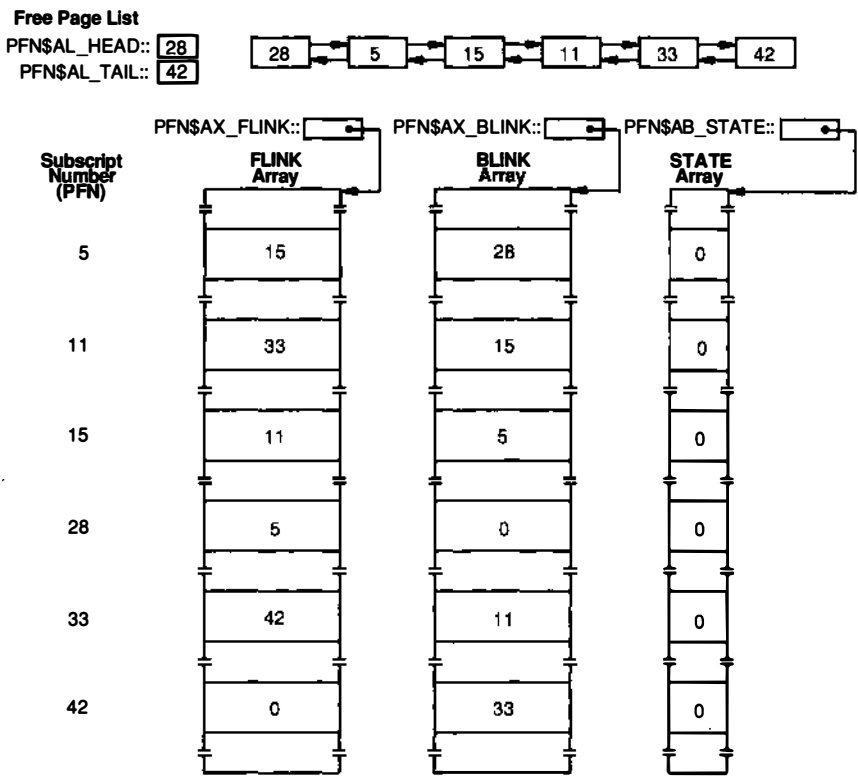 Free Page List
PFN$AL_HEAD:: 28
PFN$AL_TAIL:: 42
28 5 15 11 33 42
PFN$AX_FLINK:: PFN$AX_BLINK:: PFN$AB_STATE::
Subscript Number (PFN) FLINK Array BLINK Array STATE Array
5 15 28 0
11 33 15 0
15 11 5 0
28 5 0 0
33 42 11 0
42 0 33 0